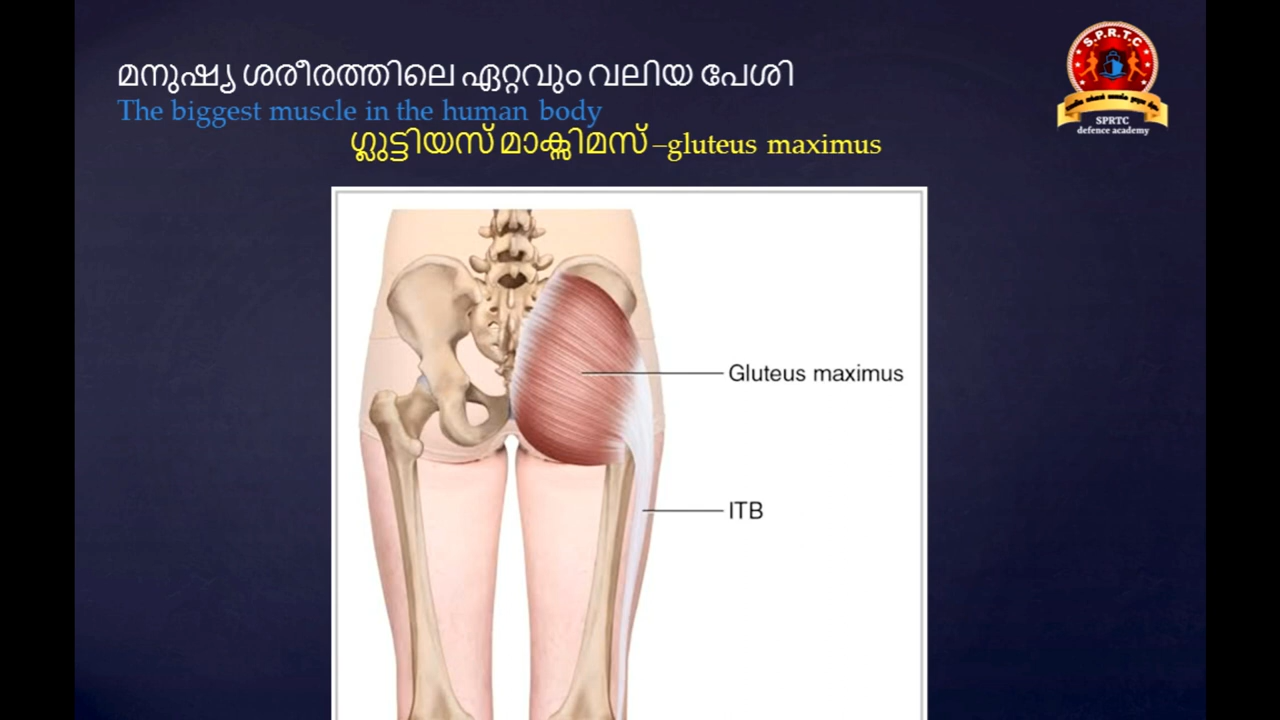 മനുഷ്യ ശരീരത്തിലെ ഏറ്റവും വലിയ പേശി
The biggest muscle in the human body
ഗ്ലുട്ടിയസ് മാക്സിമസ് –gluteus maximus
S.P.R.T.C
SPRTC
defence academy
Gluteus maximus
ITB